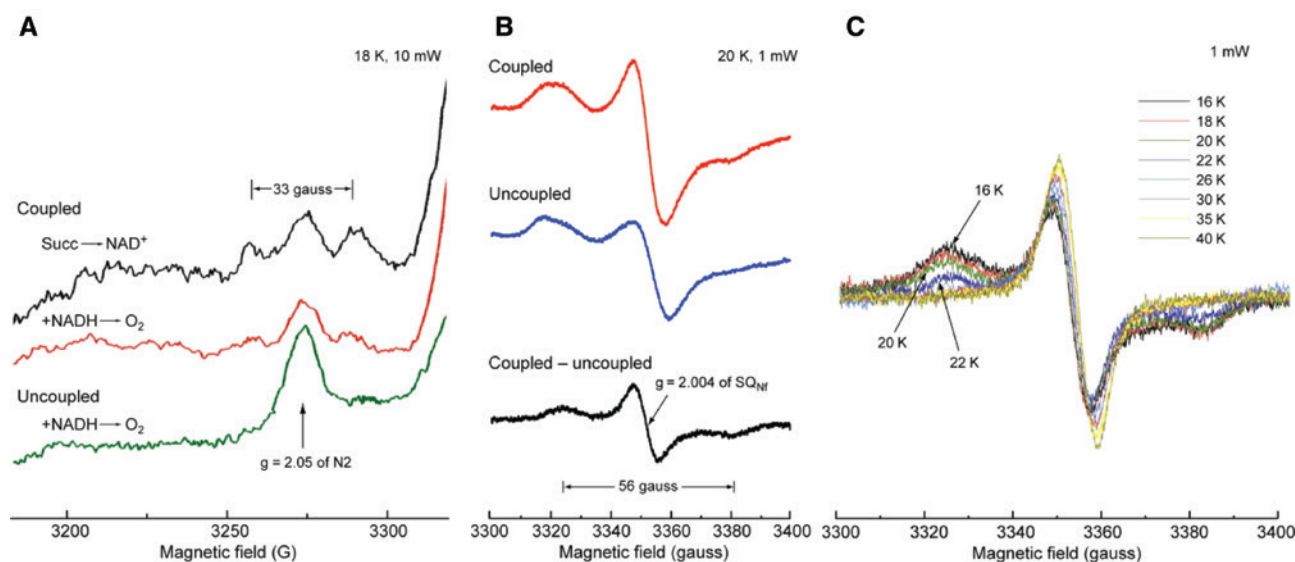 A
18 K, 10 mW
33 gauss
Coupled
Succ → NAD⁺
+NADH → O₂
Uncoupled
+NADH → O₂
g = 2.05 of N2
3200 3250 3300
Magnetic field (G)
B
20 K, 1 mW
Coupled
Uncoupled
Coupled – uncoupled
g = 2.004 of SQ_Nf
56 gauss
3300 3320 3340 3360 3380 3400
Magnetic field (gauss)
C
1 mW
16 K
18 K
20 K
22 K
26 K
30 K
35 K
40 K
16 K
20 K
22 K
3300 3320 3340 3360 3380 3400
Magnetic field (gauss)